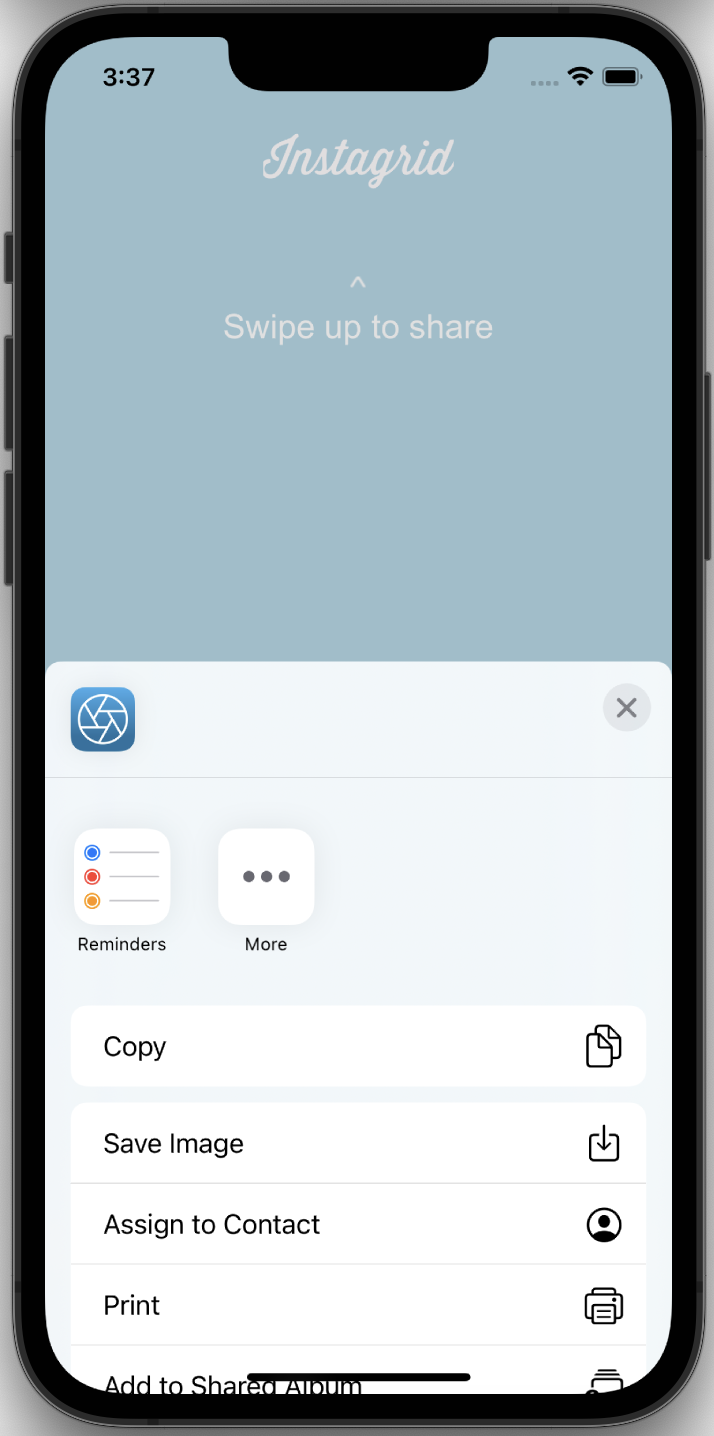 3:37
Instagrid
^
Swipe up to share
Reminders
More
Copy
Save Image
Assign to Contact
Print
Add to Shared Album